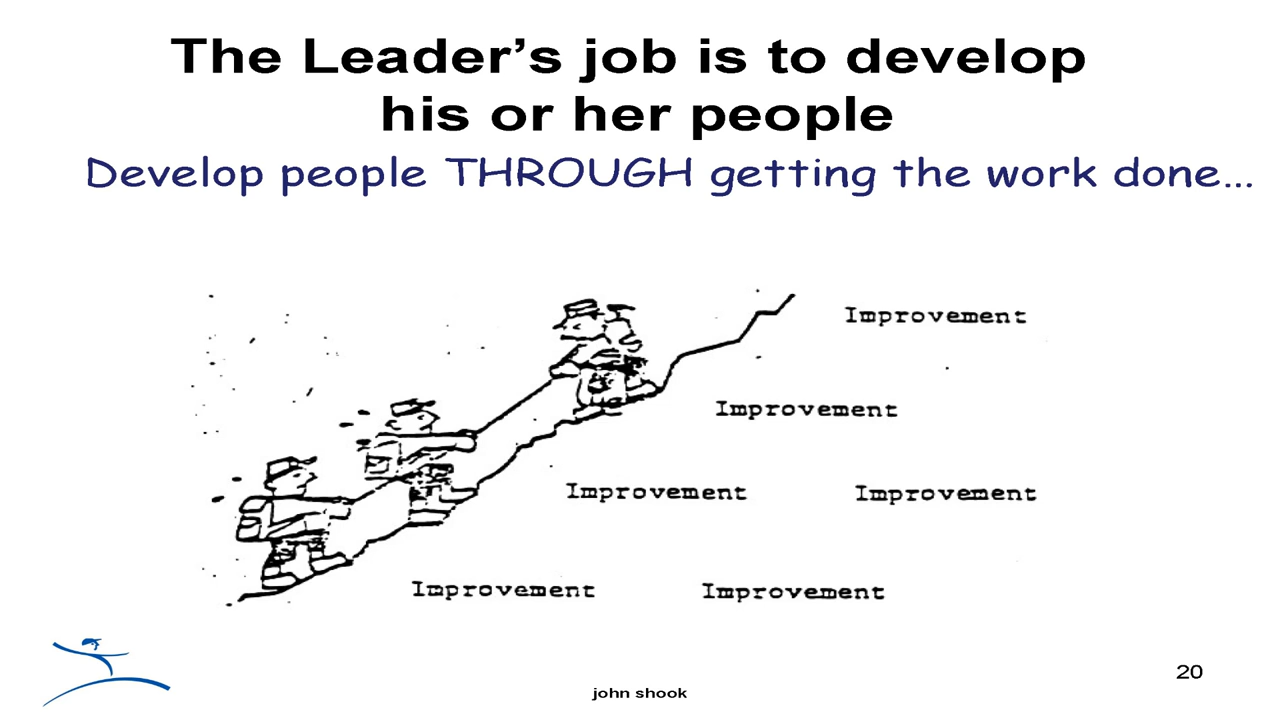 The Leader’s job is to develop
his or her people
Develop people THROUGH getting the work done...
Improvement
Improvement
Improvement Improvement
Improvement Improvement
20
john shook